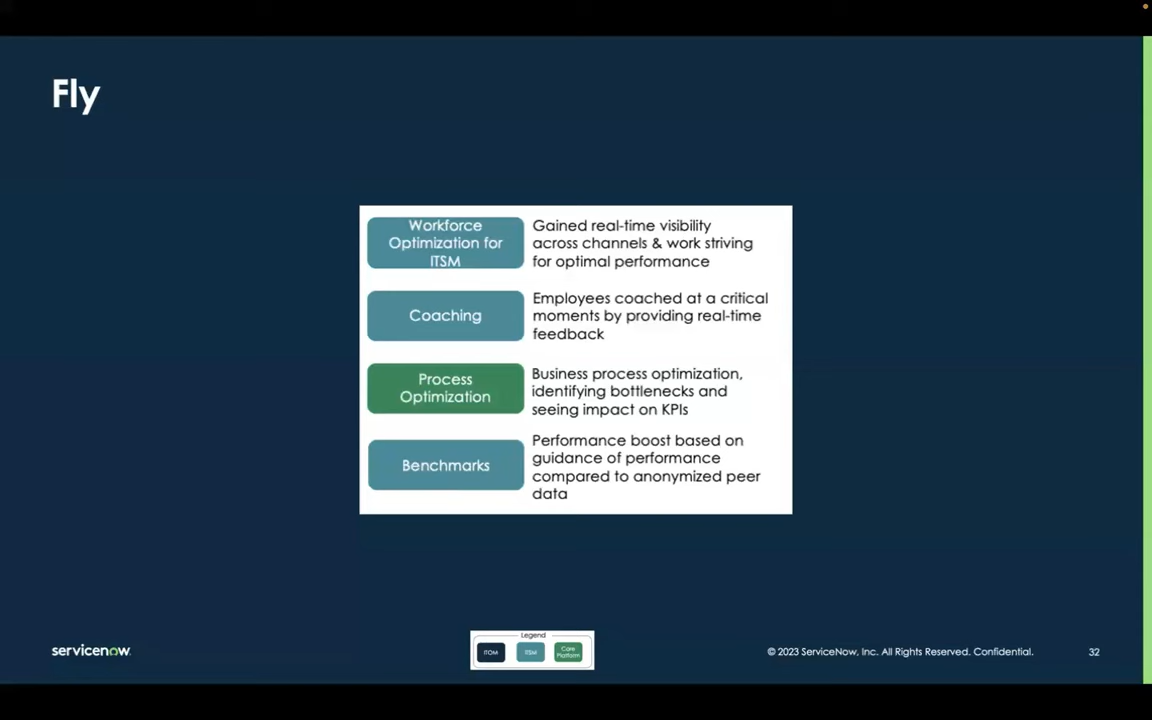 Fly
Workforce
Optimization for
ITSM
Gained real-time visibility
across channels & work striving
for optimal performance
Coaching
Employees coached at a critical
moments by providing real-time
feedback
Process
Optimization
Business process optimization,
identifying bottlenecks and
seeing impact on KPIs
Benchmarks
Performance boost based on
guidance of performance
compared to anonymized peer
data
servicenow.
Legend
ITOM
ITSM
Core
Platform
© 2023 ServiceNow, Inc. All Rights Reserved. Confidential.
32